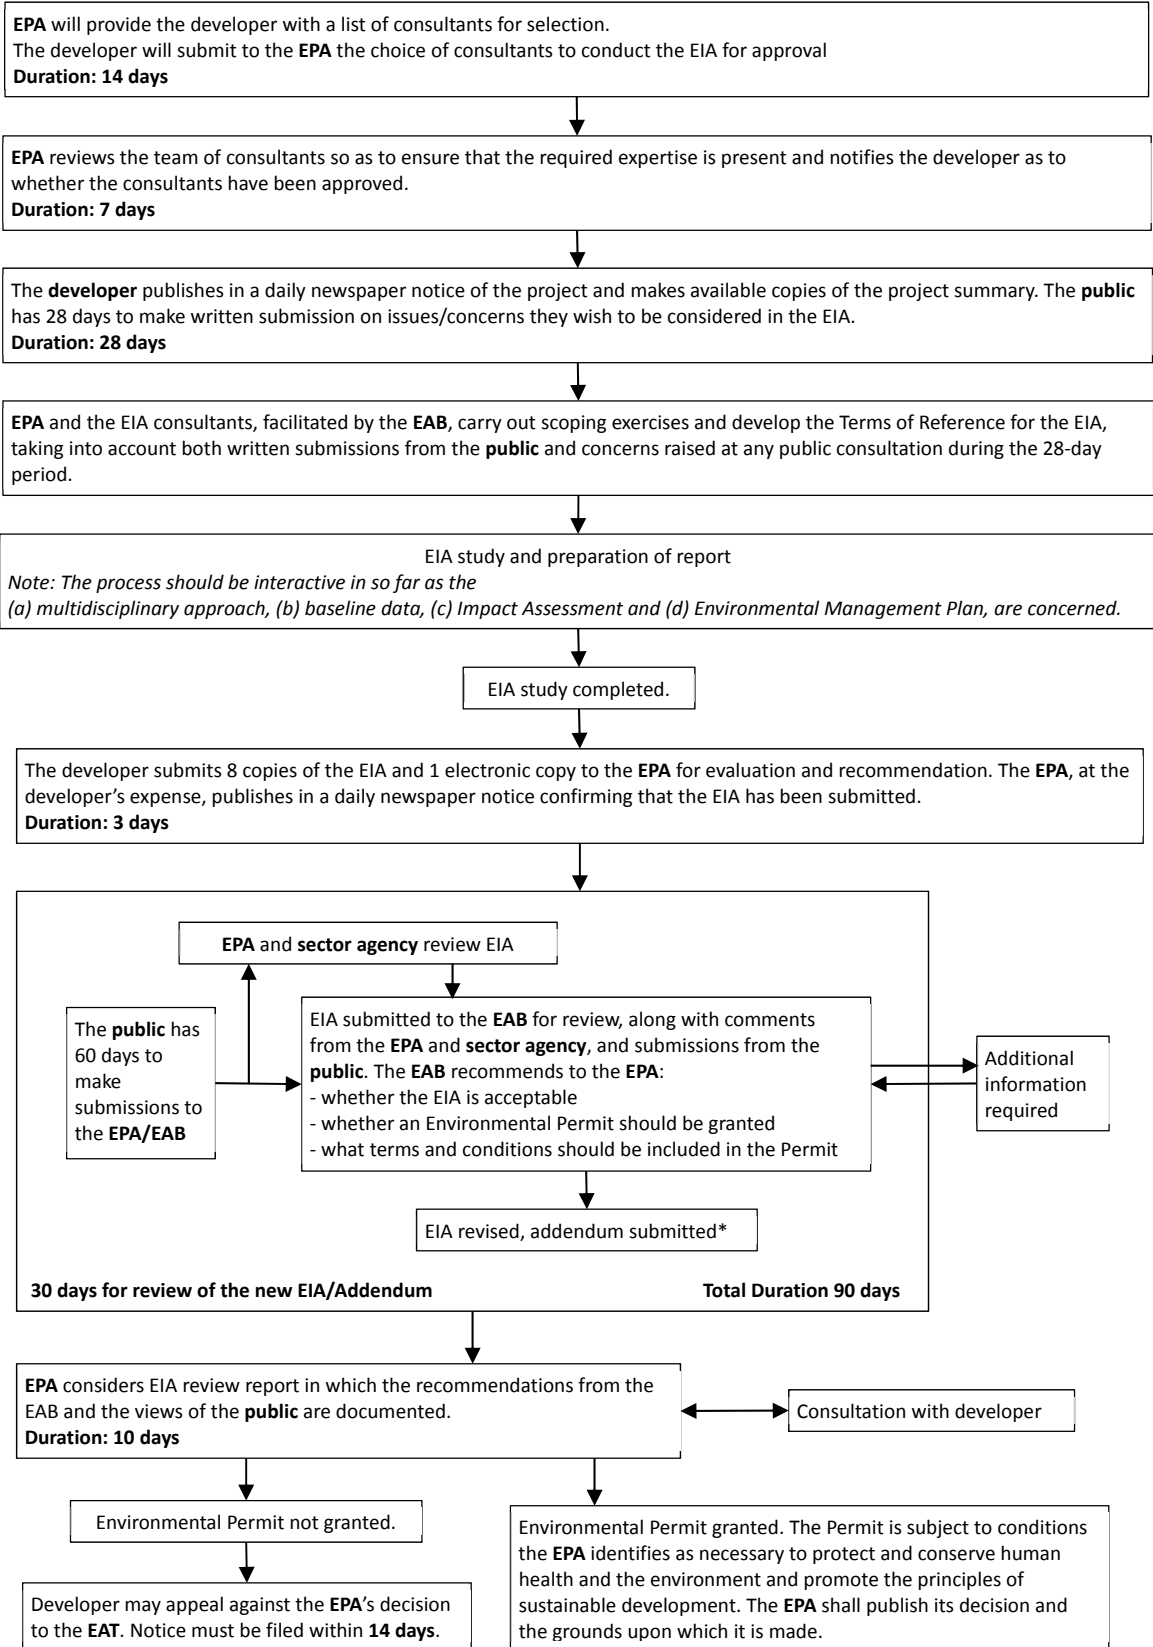 EPA will provide the developer with a list of consultants for selection.
The developer will submit to the EPA the choice of consultants to conduct the EIA for approval
Duration: 14 days
EPA reviews the team of consultants so as to ensure that the required expertise is present and notifies the developer as to
whether the consultants have been approved.
Duration: 7 days
The developer publishes in a daily newspaper notice of the project and makes available copies of the project summary. The public
has 28 days to make written submission on issues/concerns they wish to be considered in the EIA.
Duration: 28 days
EPA and the EIA consultants, facilitated by the EAB, carry out scoping exercises and develop the Terms of Reference for the EIA,
taking into account both written submissions from the public and concerns raised at any public consultation during the 28-day
period.
EIA study and preparation of report
Note: The process should be interactive in so far as the
(a) multidisciplinary approach, (b) baseline data, (c) Impact Assessment and (d) Environmental Management Plan, are concerned.
EIA study completed.
The developer submits 8 copies of the EIA and 1 electronic copy to the EPA for evaluation and recommendation. The EPA, at the
developer's expense, publishes in a daily newspaper notice confirming that the EIA has been submitted.
Duration: 3 days
EPA and sector agency review EIA
The public has
60 days to
make
submissions to
the EPA/EAB
EIA submitted to the EAB for review, along with comments
from the EPA and sector agency, and submissions from the
public. The EAB recommends to the EPA:
- whether the EIA is acceptable
- whether an Environmental Permit should be granted
- what terms and conditions should be included in the Permit
Additional
information
required
EIA revised, addendum submitted*
30 days for review of the new EIA/Addendum
Total Duration 90 days
EPA considers EIA review report in which the recommendations from the
EAB and the views of the public are documented.
Duration: 10 days
Consultation with developer
Environmental Permit not granted.
Developer may appeal against the EPA's decision
to the EAT. Notice must be filed within 14 days.
Environmental Permit granted. The Permit is subject to conditions
the EPA identifies as necessary to protect and conserve human
health and the environment and promote the principles of
sustainable development. The EPA shall publish its decision and
the grounds upon which it is made.